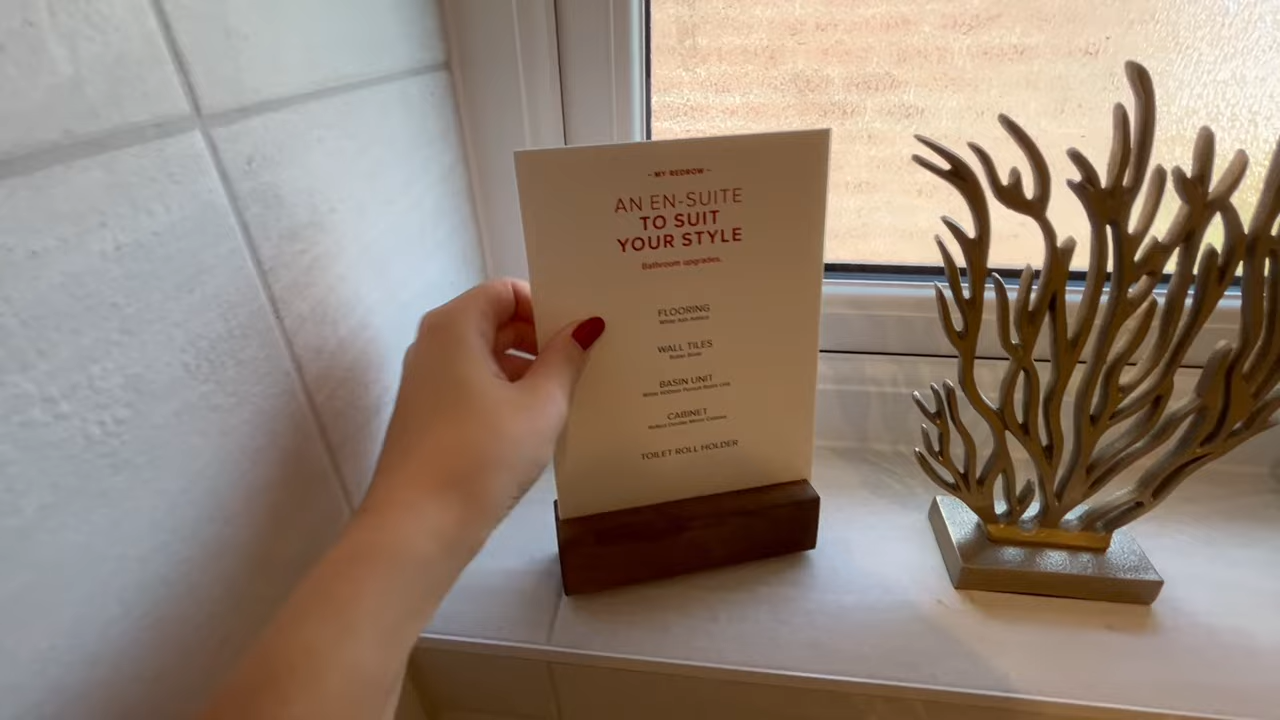 - MY REDROW -
AN EN-SUITE
TO SUIT
YOUR STYLE
Bathroom upgrades.
FLOORING
WALL TILES
BASIN UNIT
CABINET
TOILET ROLL HOLDER